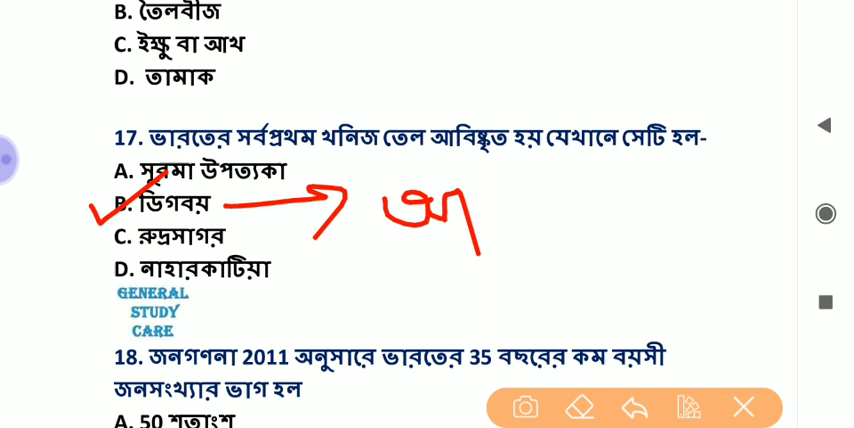 B. তৈলবীজ
C. ইক্ষু বা আখ
D. তামাক
17. ভারতের সর্বপ্রথম খনিজ তেল আবিষ্কৃত হয় যেখানে সেটি হল-
A. সূরমা উপত্যকা
B. ডিগবয়
C. রুদ্রসাগর
D. নাহারকাটিয়া
GENERAL
STUDY
CARE
18. জনগণনা 2011 অনুসারে ভারতের 35 বছরের কম বয়সী
জনসংখ্যার ভাগ হল
A. 50 শতাংশ